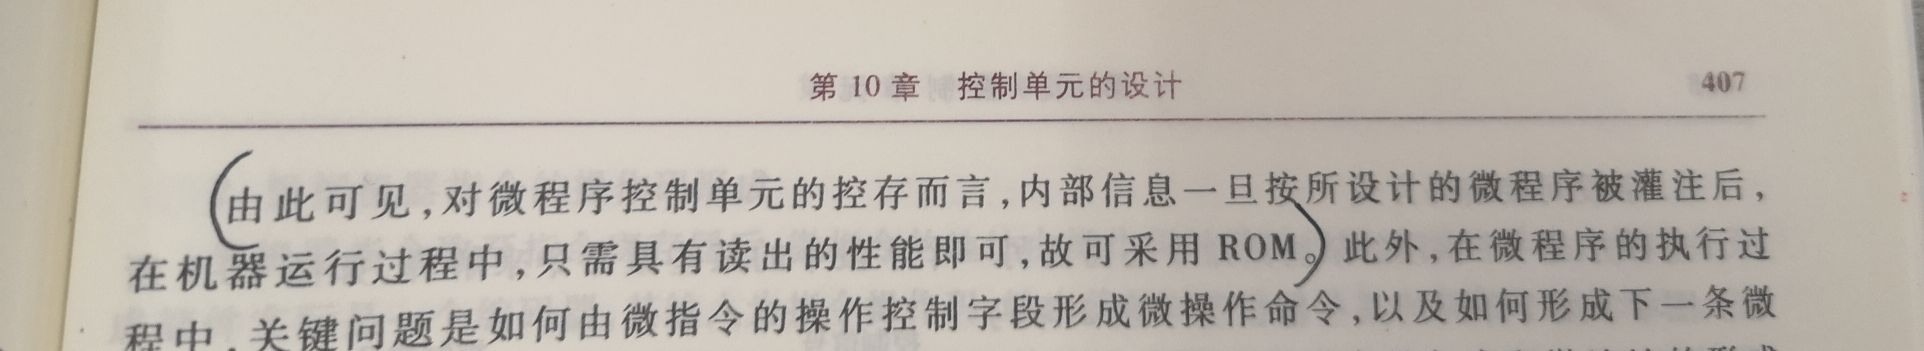 第 10 章 控制单元的设计 407
由此可见,对微程序控制单元的控存而言,内部信息一旦按所设计的微程序被灌注后,
在机器运行过程中,只需具有读出的性能即可,故可采用 ROM。此外,在微程序的执行过
程中,关键问题是如何由微指令的操作控制字段形成微操作命令,以及如何形成下一条微